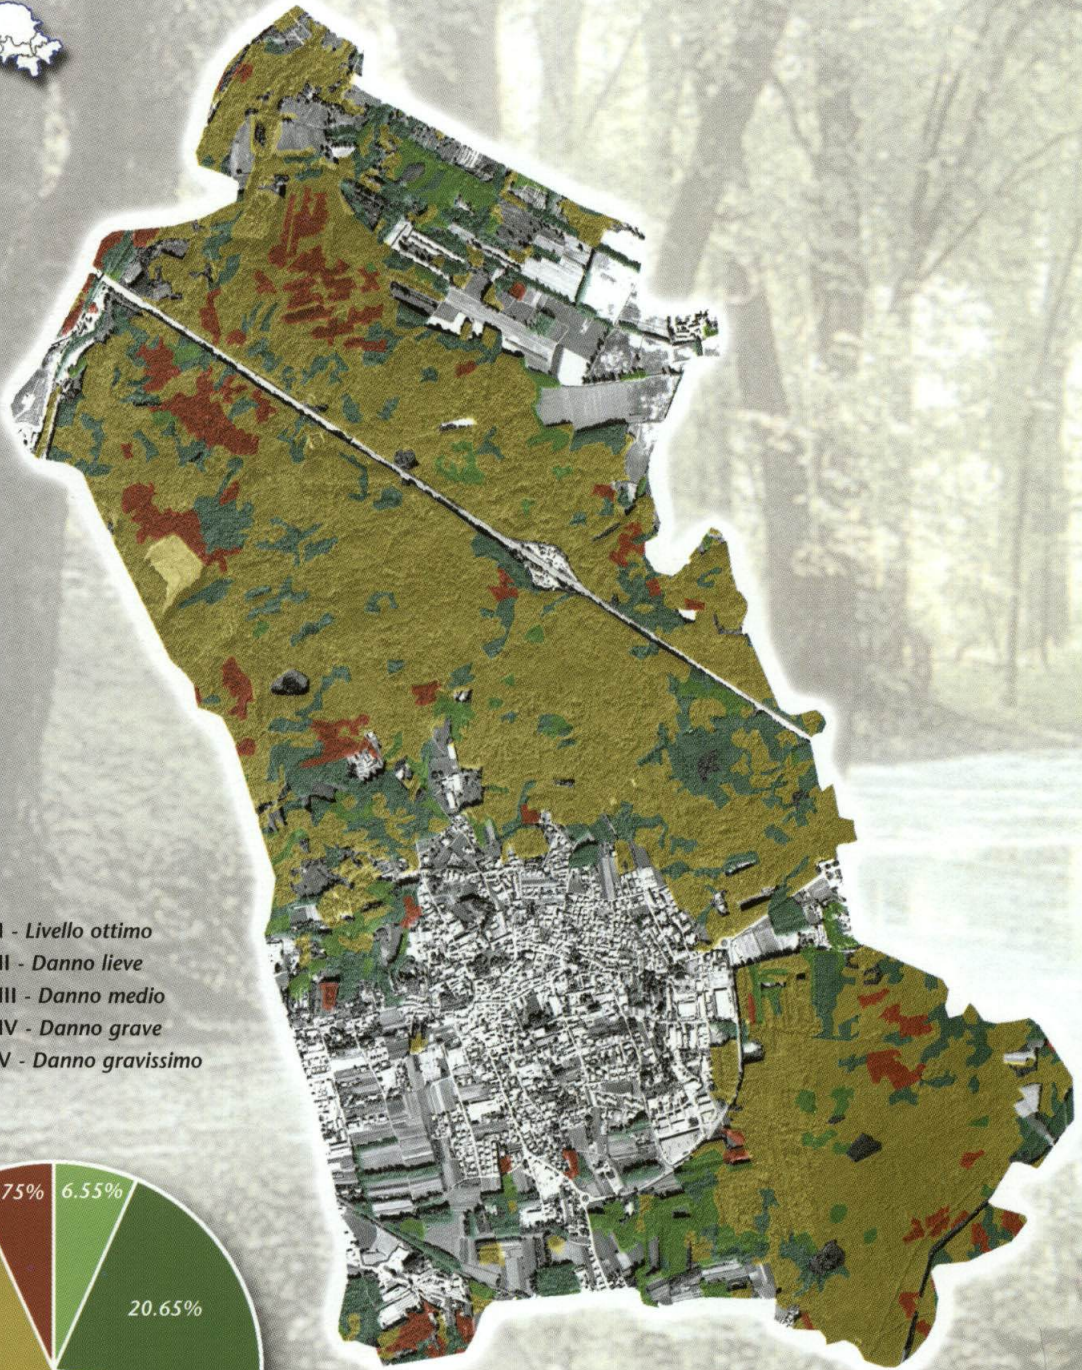 I - Livello ottimo
II - Danno lieve
III - Danno medio
IV - Danno grave
V - Danno gravissimo
75% 6.55%
20.65%